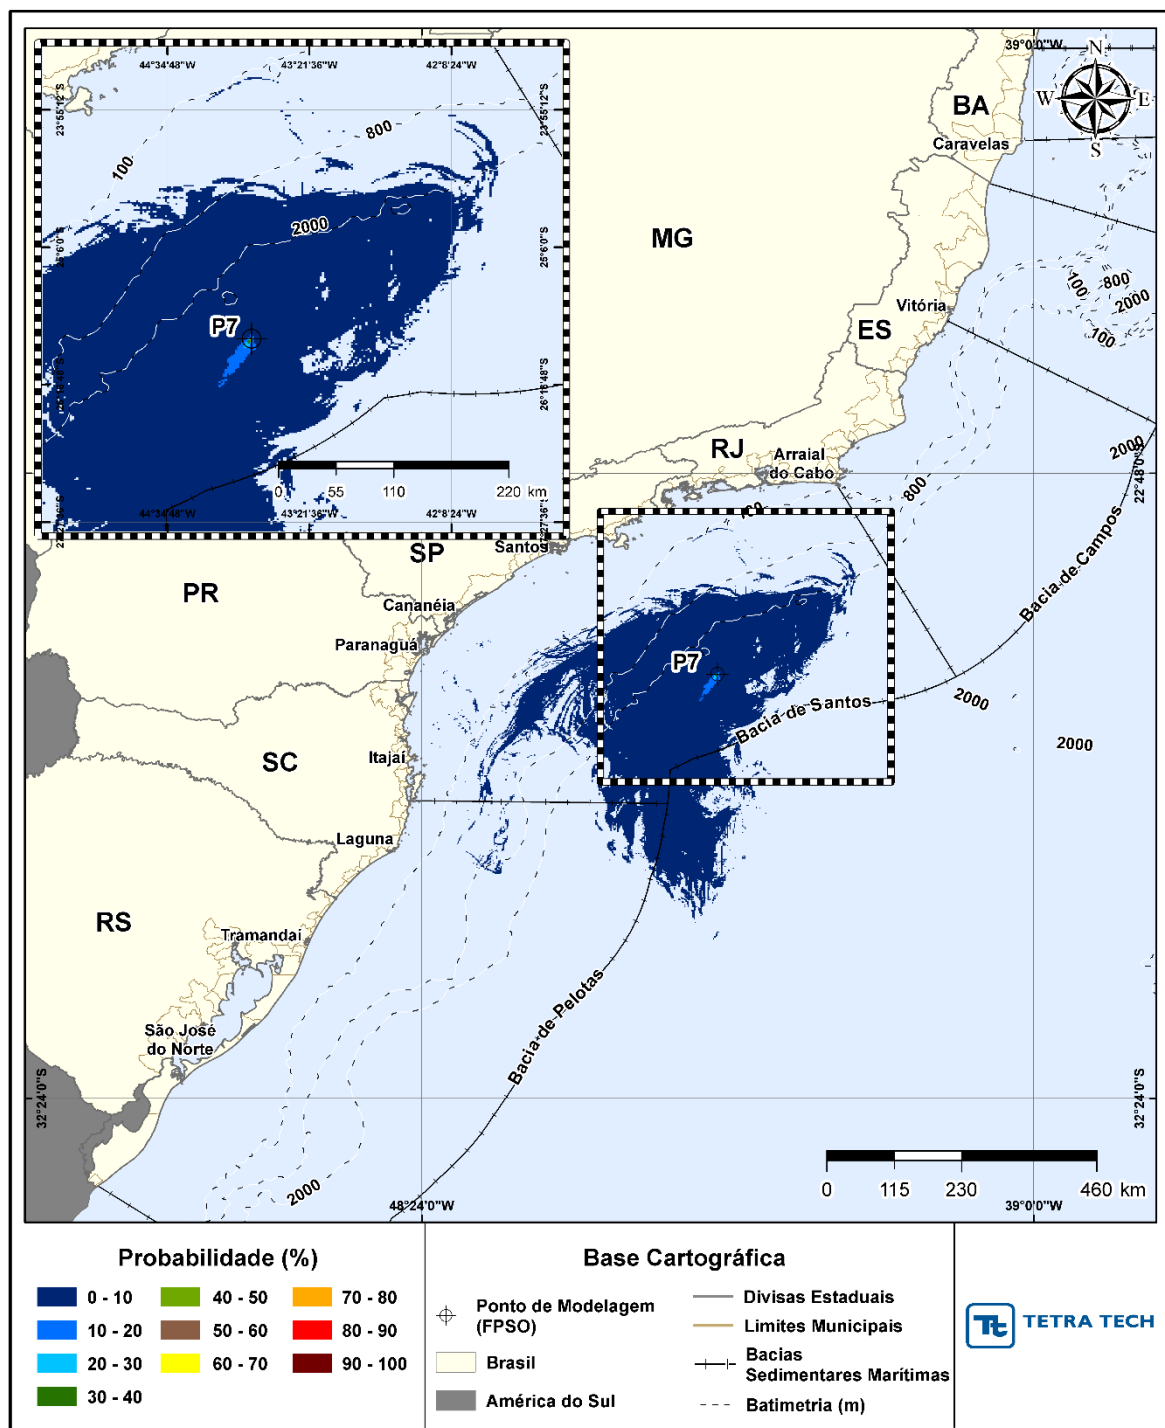 44°34'48"W
43°21'36"W
42°8'24"W
23°55'12"S
23°55'12"S
25°6'0"S
25°6'0"S
26°16'48"S
26°16'48"S
27°27'36"S
27°27'36"S
100
800
2000
P7
0 55 110 220 km
44°34'48"W
43°21'36"W
42°8'24"W
39°0'0"W
N
W E
S
BA
Caravelas
MG
Vitória
ES
100
800
2000
100
RJ
Arraial
do Cabo
2000
22°48'0"S
800
Bacia de Campos
Santos
SP
PR
Cananéia
Paranaguá
P7
Bacia de Santos
2000
2000
SC
Itajaí
Laguna
RS
Tramandaí
São José
do Norte
Bacia de Pelotas
32°24'0"S
32°24'0"S
2000
48°24'0"W
39°0'0"W
0 115 230 460 km
Probabilidade (%)
0 - 10
10 - 20
20 - 30
30 - 40
40 - 50
50 - 60
60 - 70
70 - 80
80 - 90
90 - 100
Base Cartográfica
Ponto de Modelagem
(FPSO)
Brasil
América do Sul
Divisas Estaduais
Limites Municipais
Bacias
Sedimentares Marítimas
Batimetria (m)
Tt
TETRA TECH